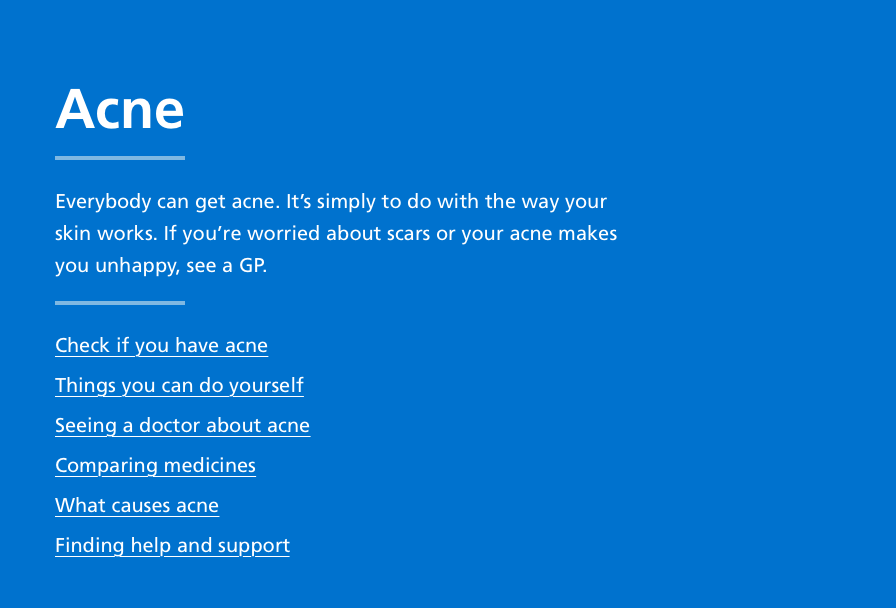 Acne
Everybody can get acne. It’s simply to do with the way your
skin works. If you’re worried about scars or your acne makes
you unhappy, see a GP.
Check if you have acne
Things you can do yourself
Seeing a doctor about acne
Comparing medicines
What causes acne
Finding help and support